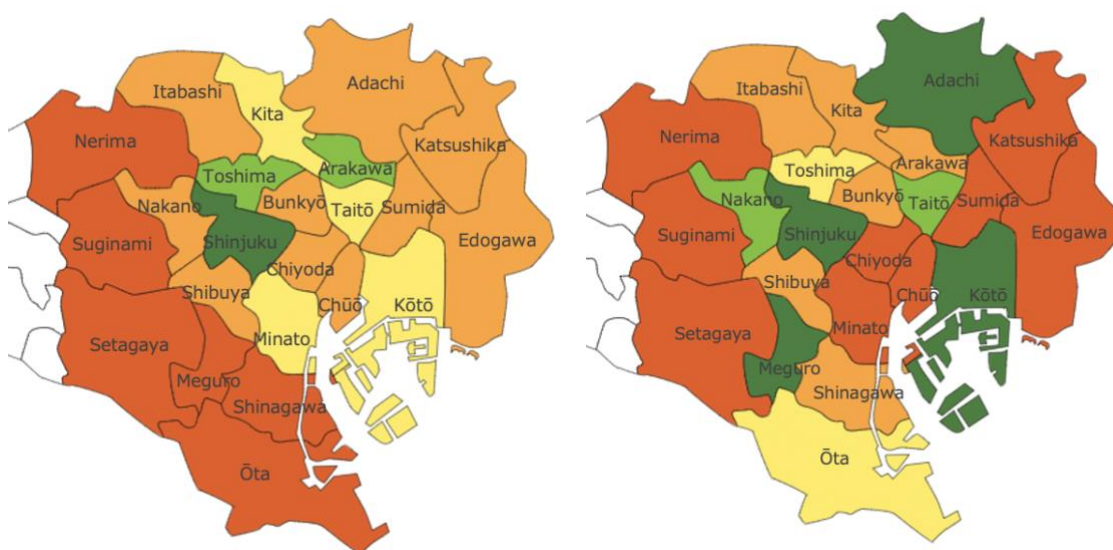 Adachi
Itabashi
Kita
Katsushika
Nerima
Arakawa
Toshima
Nakano
Bunkyō
Taitō
Sumida
Suginami
Shinjuku
Edogawa
Chiyoda
Shibuya
Chūō
Kōtō
Setagaya
Minato
Meguro
Shinagawa
Ōta
Adachi
Itabashi
Kita
Katsushika
Nerima
Arakawa
Toshima
Nakano
Bunkyō
Taitō
Sumida
Suginami
Shinjuku
Edogawa
Chiyoda
Shibuya
Chūō
Kōtō
Setagaya
Minato
Meguro
Shinagawa
Ōta